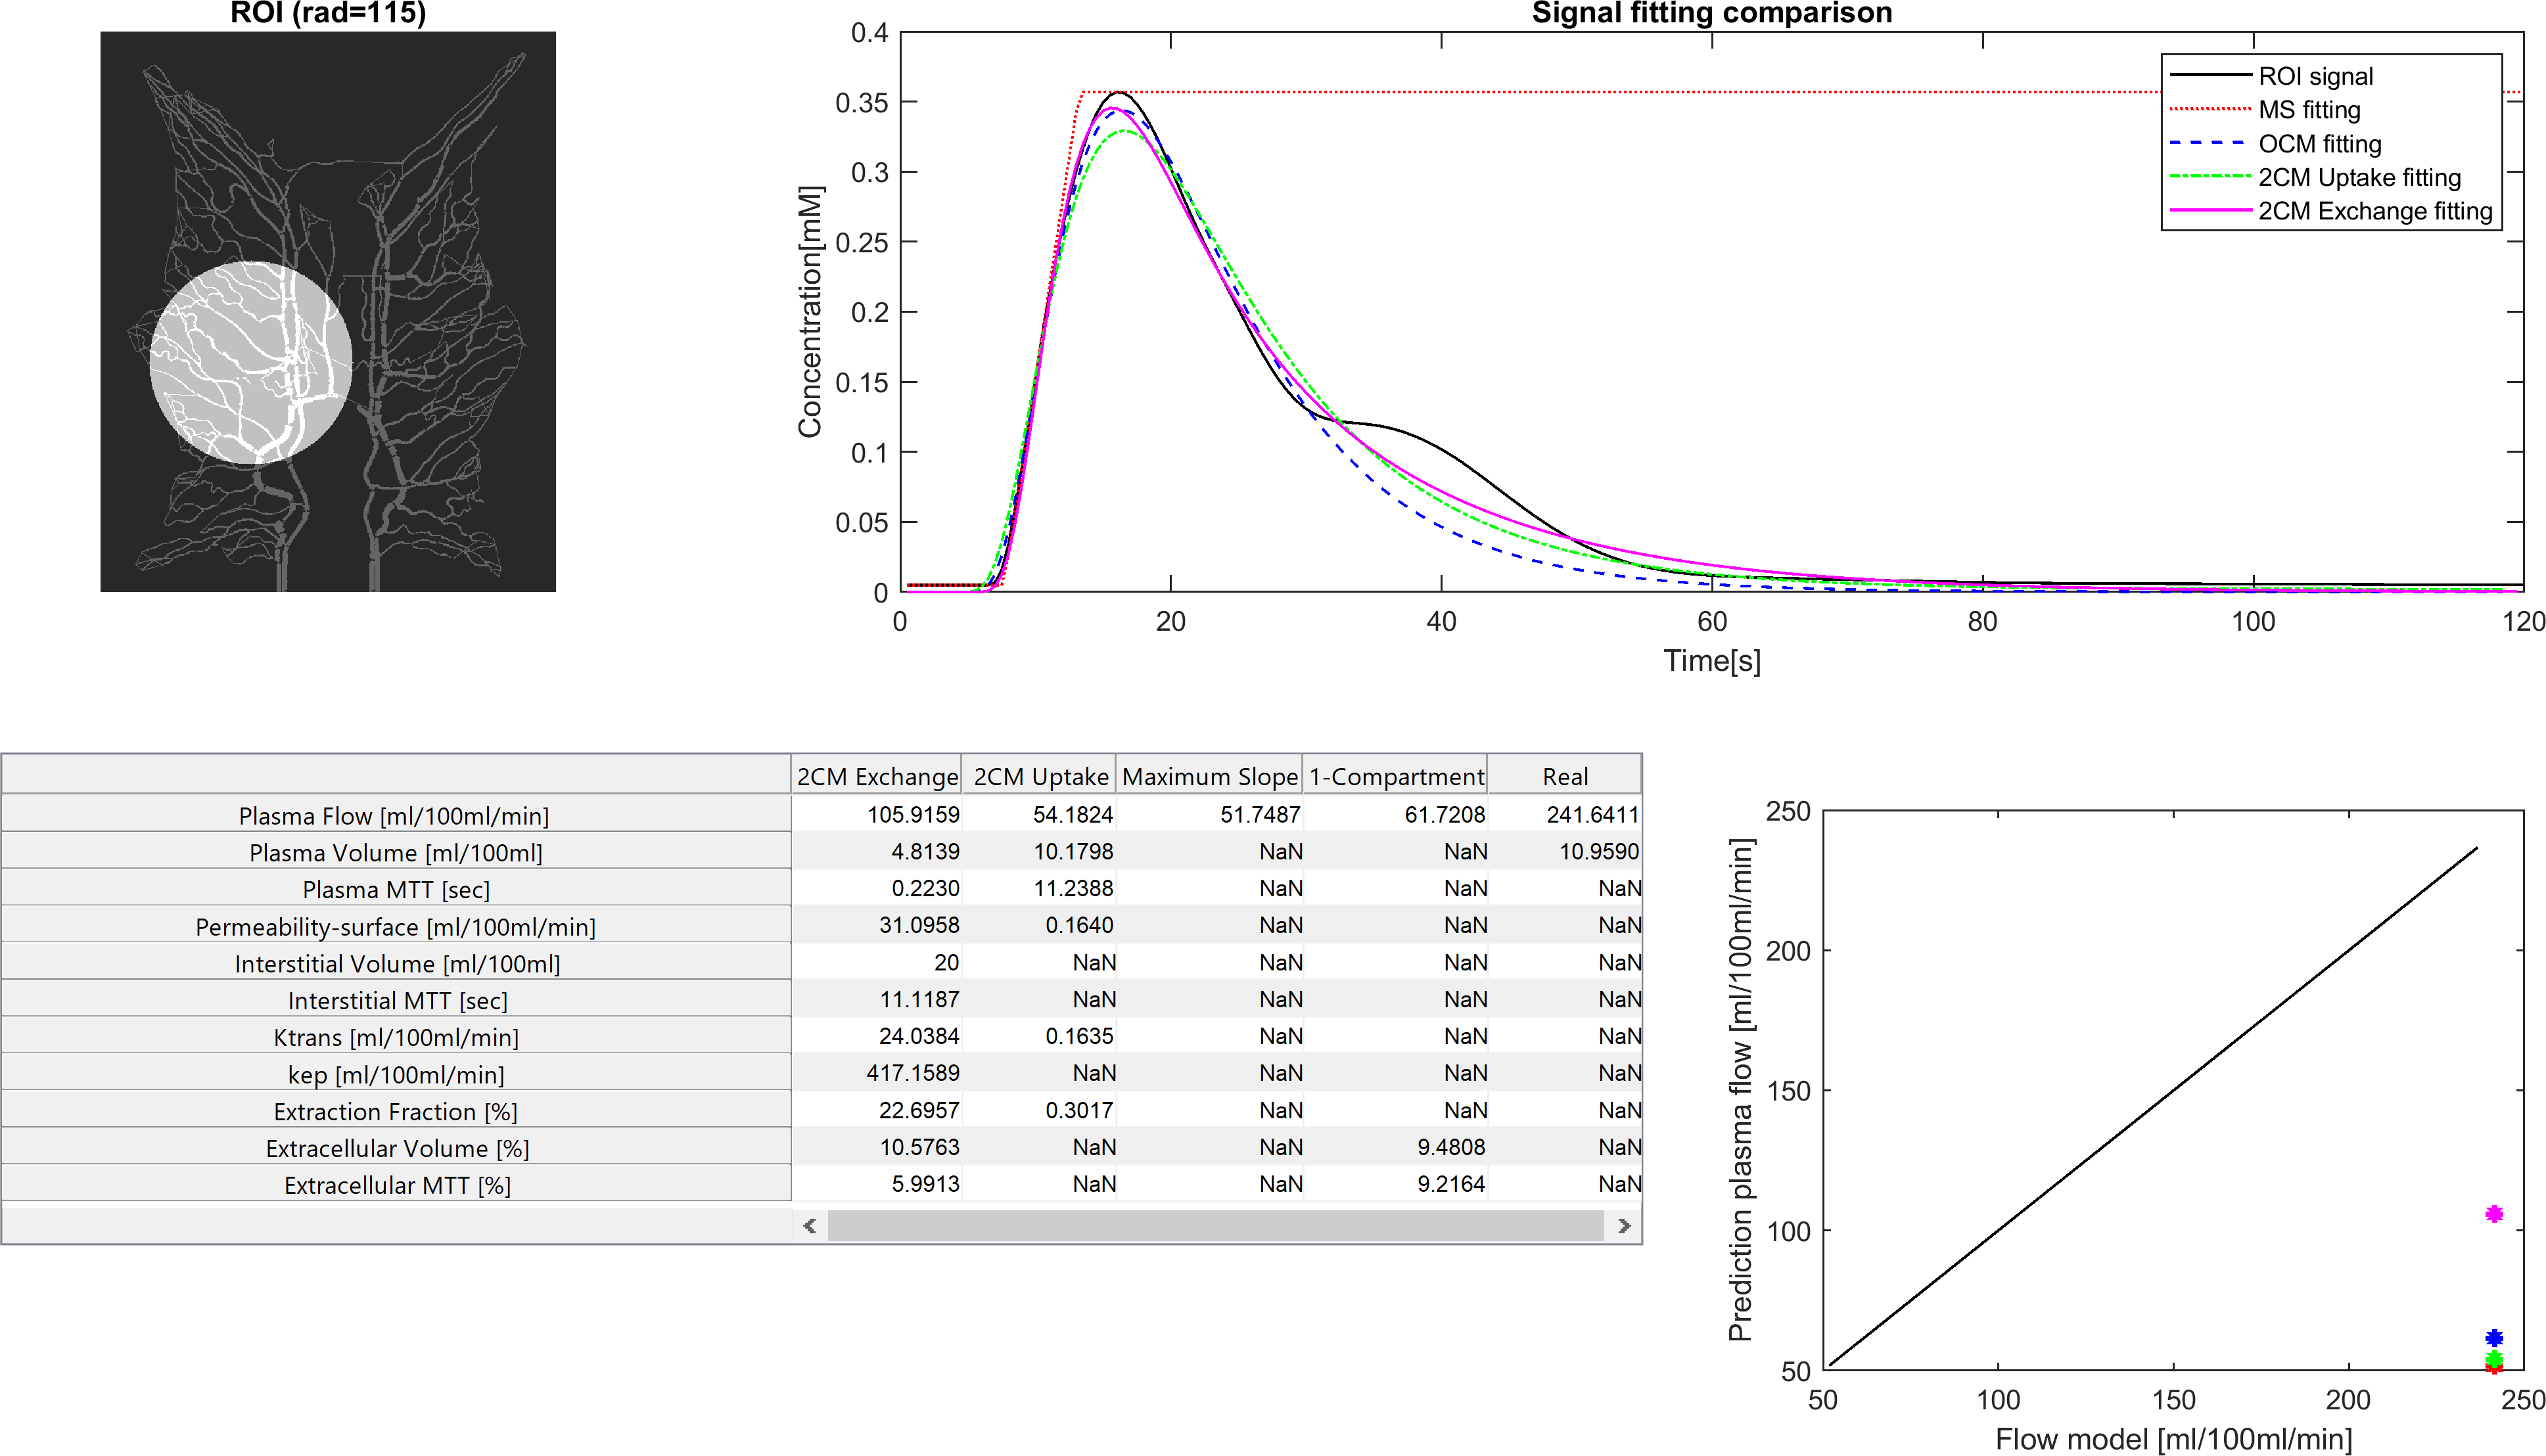 ROI (rad=115)
Signal fitting comparison
0.4
0.35
0.3
0.25
0.2
0.15
0.1
0.05
0
Concentration[mM]
0 20 40 60 80 100 120
Time[s]
ROI signal
MS fitting
OCM fitting
2CM Uptake fitting
2CM Exchange fitting
2CM Exchange 2CM Uptake Maximum Slope 1-Compartment Real
Plasma Flow [ml/100ml/min] 105.9159 54.1824 51.7487 61.7208 241.6411
Plasma Volume [ml/100ml] 4.8139 10.1798 NaN NaN 10.9590
Plasma MTT [sec] 0.2230 11.2388 NaN NaN NaN
Permeability-surface [ml/100ml/min] 31.0958 0.1640 NaN NaN NaN
Interstitial Volume [ml/100ml] 20 NaN NaN NaN NaN
Interstitial MTT [sec] 11.1187 NaN NaN NaN NaN
Ktrans [ml/100ml/min] 24.0384 0.1635 NaN NaN NaN
kep [ml/100ml/min] 417.1589 NaN NaN NaN NaN
Extraction Fraction [%] 22.6957 0.3017 NaN NaN NaN
Extracellular Volume [%] 10.5763 NaN NaN 9.4808 NaN
Extracellular MTT [%] 5.9913 NaN NaN 9.2164 NaN
250
200
150
100
50
Prediction plasma flow [ml/100ml/min]
50 100 150 200 250
Flow model [ml/100ml/min]